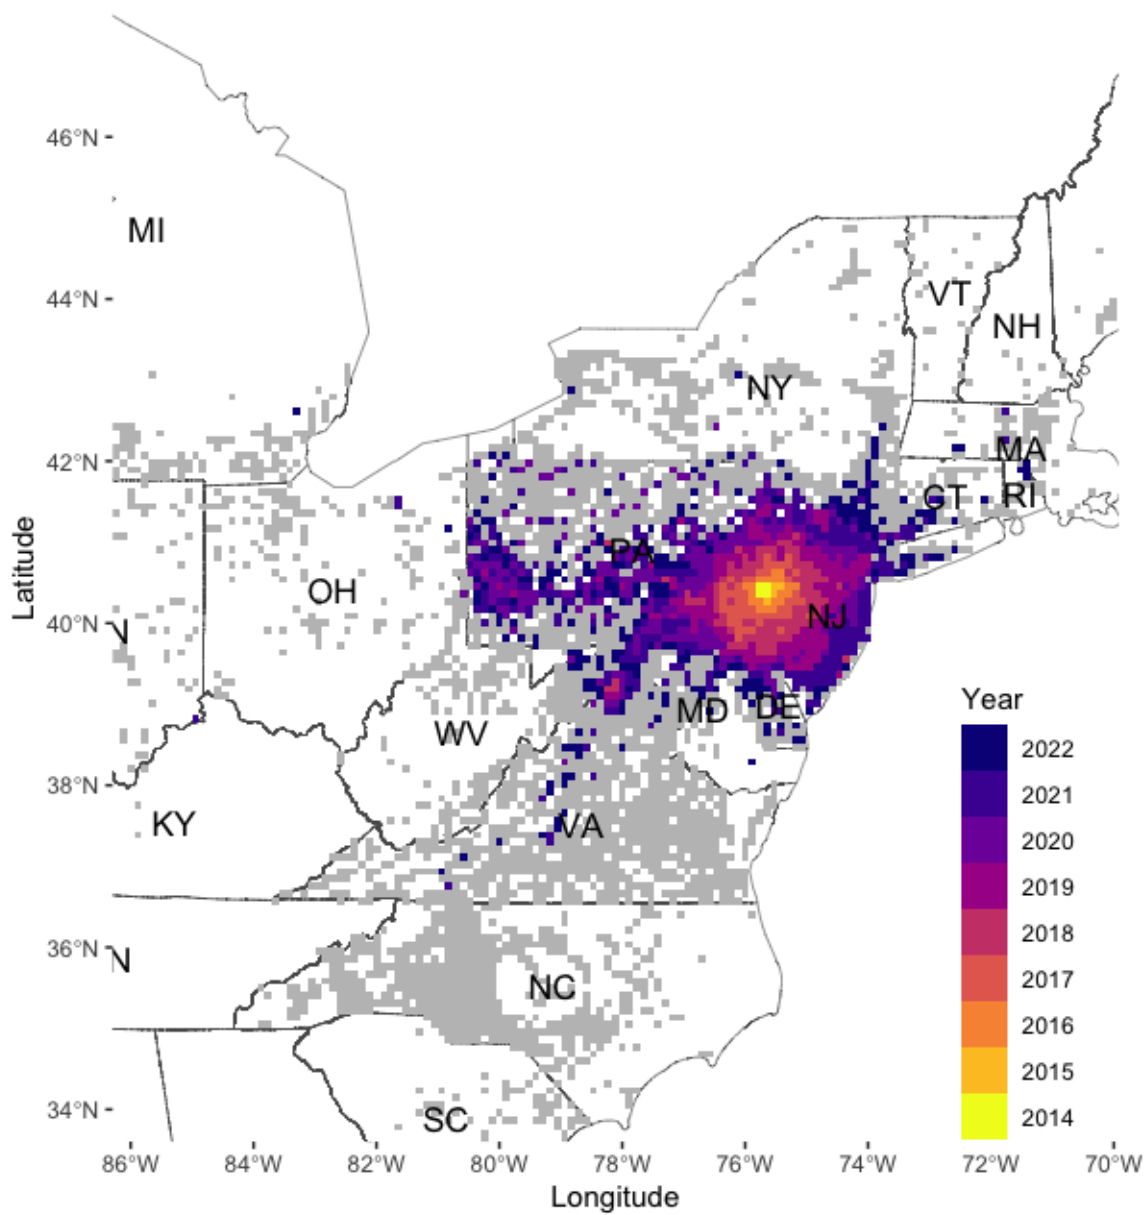 46°N
MI
44°N
VT
NH
NY
42°N
MA
CT
RI
PA
Latitude
OH
40°N
N
NJ
Year
MD
DE
WV
2022
38°N
2021
KY
VA
2020
2019
2018
36°N
N
2017
NC
2016
2015
34°N
SC
2014
86°W 84°W 82°W 80°W 78°W 76°W 74°W 72°W 70°W
Longitude